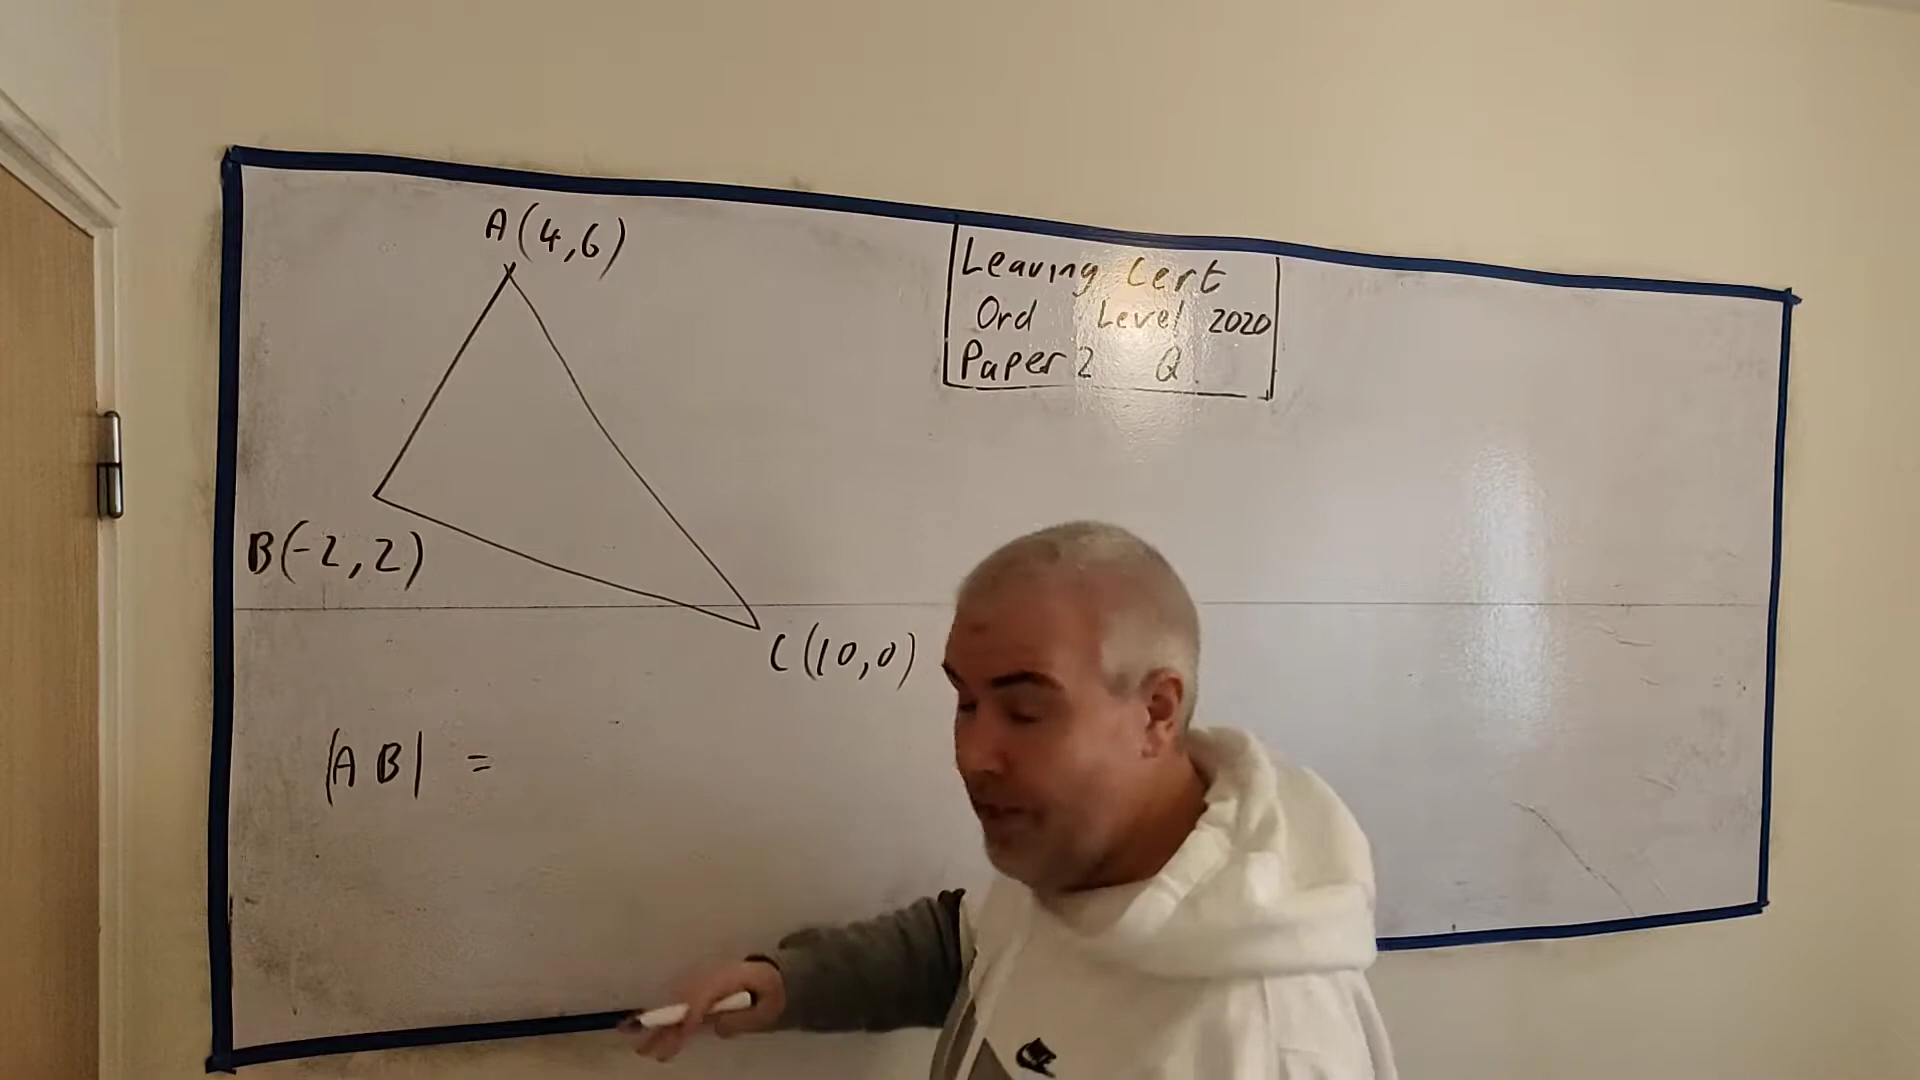 A(4,6)
Leaving Cert
Ord Level 2020
Paper 2 Q.
B(-2,2)
C(10,0)
|AB| =